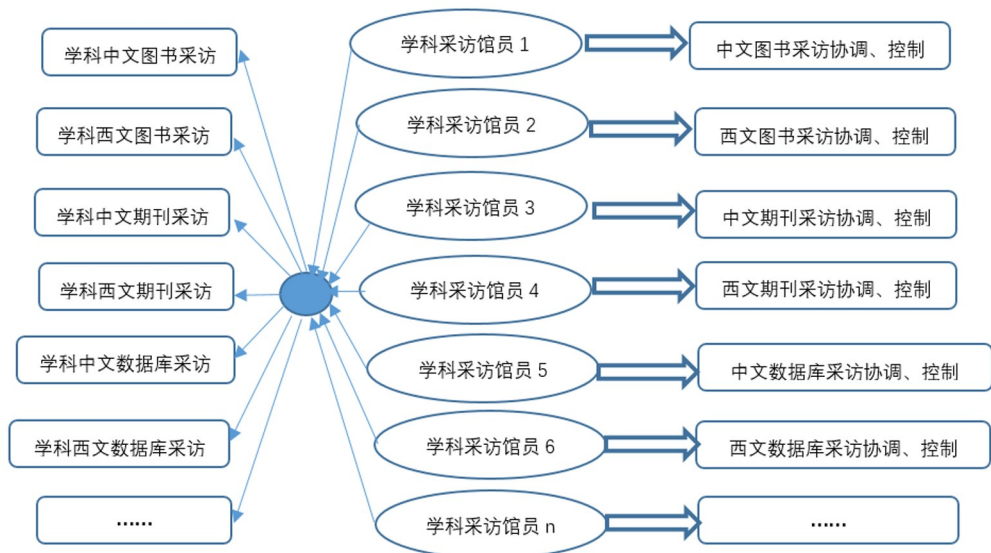 学科中文图书采访
学科采访馆员 1
中文图书采访协调、控制
学科西文图书采访
学科采访馆员 2
西文图书采访协调、控制
学科中文期刊采访
学科采访馆员 3
中文期刊采访协调、控制
学科西文期刊采访
学科采访馆员 4
西文期刊采访协调、控制
学科中文数据库采访
学科采访馆员 5
中文数据库采访协调、控制
学科西文数据库采访
学科采访馆员 6
西文数据库采访协调、控制
……
学科采访馆员 n
……